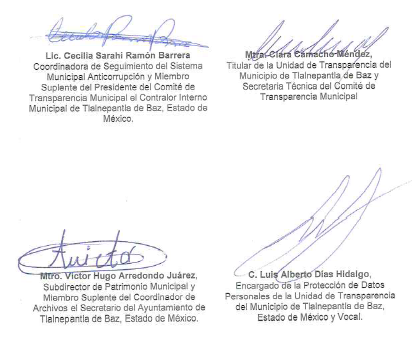 Lic. Cecilia Sarahi Ramón Barrera
Coordinadora de Seguimiento del Sistema
Municipal Anticorrupción y Miembro
Suplente del Presidente del Comité de
Transparencia Municipal el Contralor Interno
Municipal de Tlalnepantla de Baz, Estado de
México.
Mtra. Clara Camacho Méndez,
Titular de la Unidad de Transparencia del
Municipio de Tlalnepantla de Baz y
Secretaria Técnica del Comité de
Transparencia Municipal
Mtro. Víctor Hugo Arredondo Juárez,
Subdirector de Patrimonio Municipal y
Miembro Suplente del Coordinador de
Archivos el Secretario del Ayuntamiento de
Tlalnepantla de Baz, Estado de México.
C. Luis Alberto Dias Hidalgo,
Encargado de la Protección de Datos
Personales de la Unidad de Transparencia
del Municipio de Tlalnepantla de Baz,
Estado de México y Vocal.